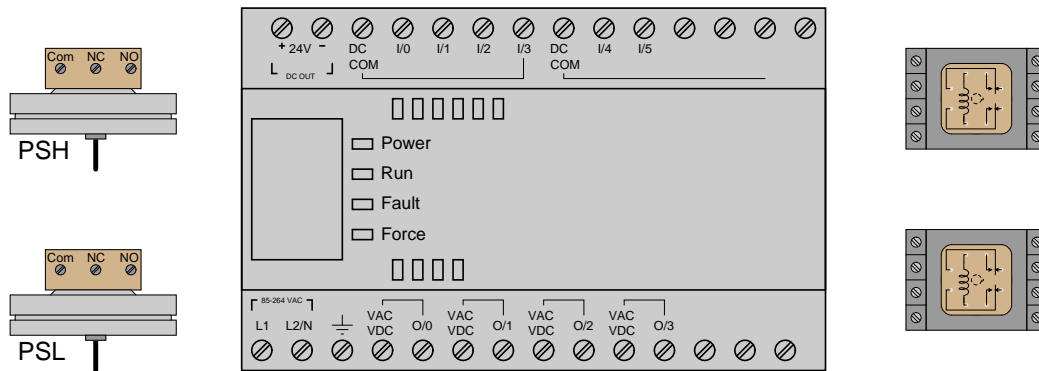 + 24V - DC COM I/0 I/1 I/2 I/3 DC COM I/4 I/5
DC OUT
Com NC NO
PSH
Power
Run
Fault
Force
Com NC NO
PSL
85-264 VAC
L1 L2/N VAC VDC O/0 VAC VDC O/1 VAC VDC O/2 VAC VDC O/3